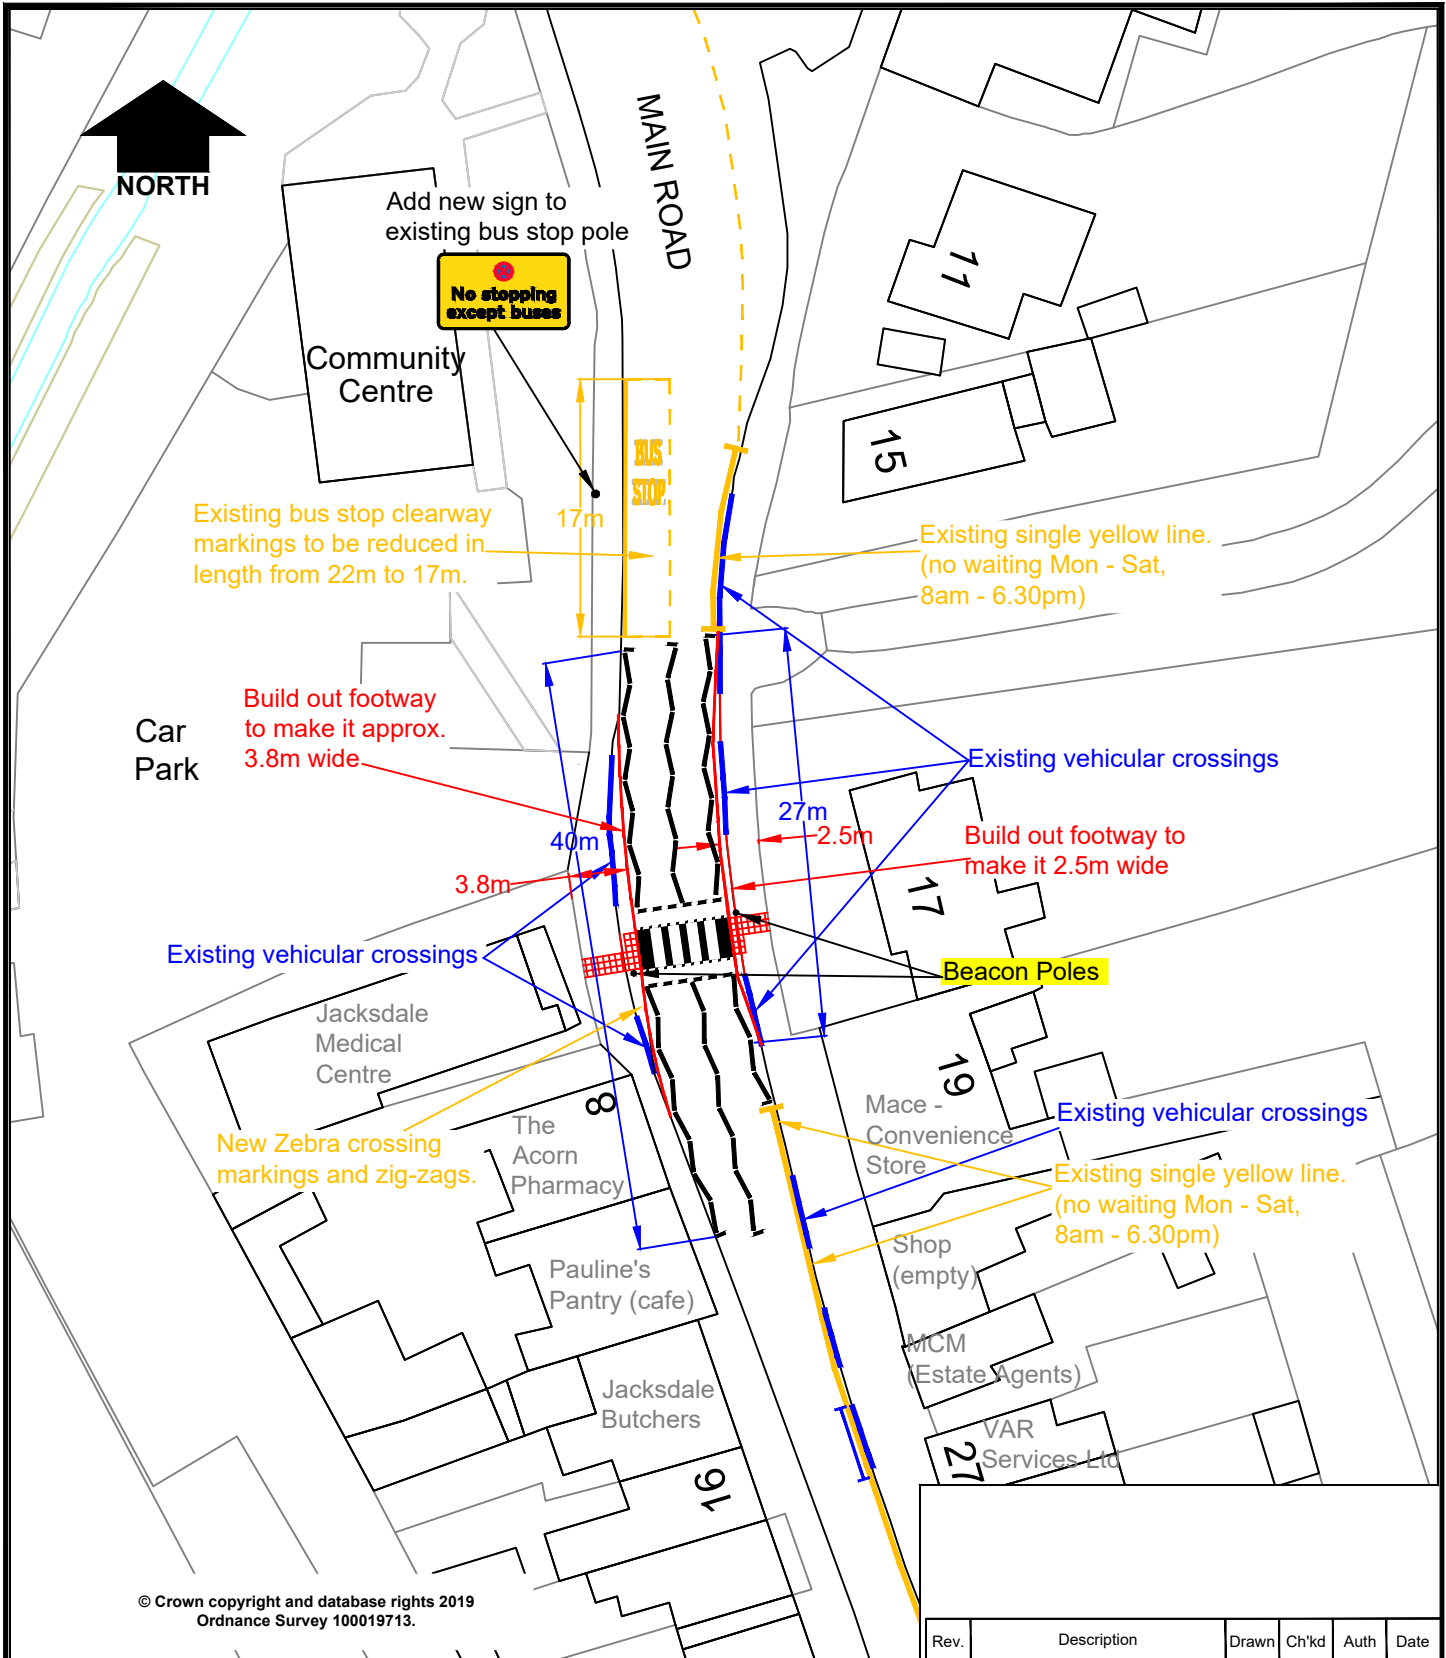 NORTH
MAIN ROAD
Add new sign to
existing bus stop pole
No stopping
except buses
Community
Centre
11
15
BUS
STOP
17m
Existing bus stop clearway
markings to be reduced in
length from 22m to 17m.
Existing single yellow line.
(no waiting Mon - Sat,
8am - 6.30pm)
Build out footway
to make it approx.
3.8m wide
Car
Park
Existing vehicular crossings
27m
2.5m
40m
Build out footway to
make it 2.5m wide
3.8m
17
Existing vehicular crossings
Beacon Poles
Jacksdale
Medical
Centre
19
8
Mace -
Convenience
Store
Existing vehicular crossings
The
Acorn
Pharmacy
New Zebra crossing
markings and zig-zags.
Existing single yellow line.
(no waiting Mon - Sat,
8am - 6.30pm)
Shop
(empty)
Pauline's
Pantry (cafe)
MCM
(Estate Agents)
Jacksdale
Butchers
VAR
Services Ltd
27
16
© Crown copyright and database rights 2019
Ordnance Survey 100019713.
Rev. Description Drawn Ch'kd Auth Date